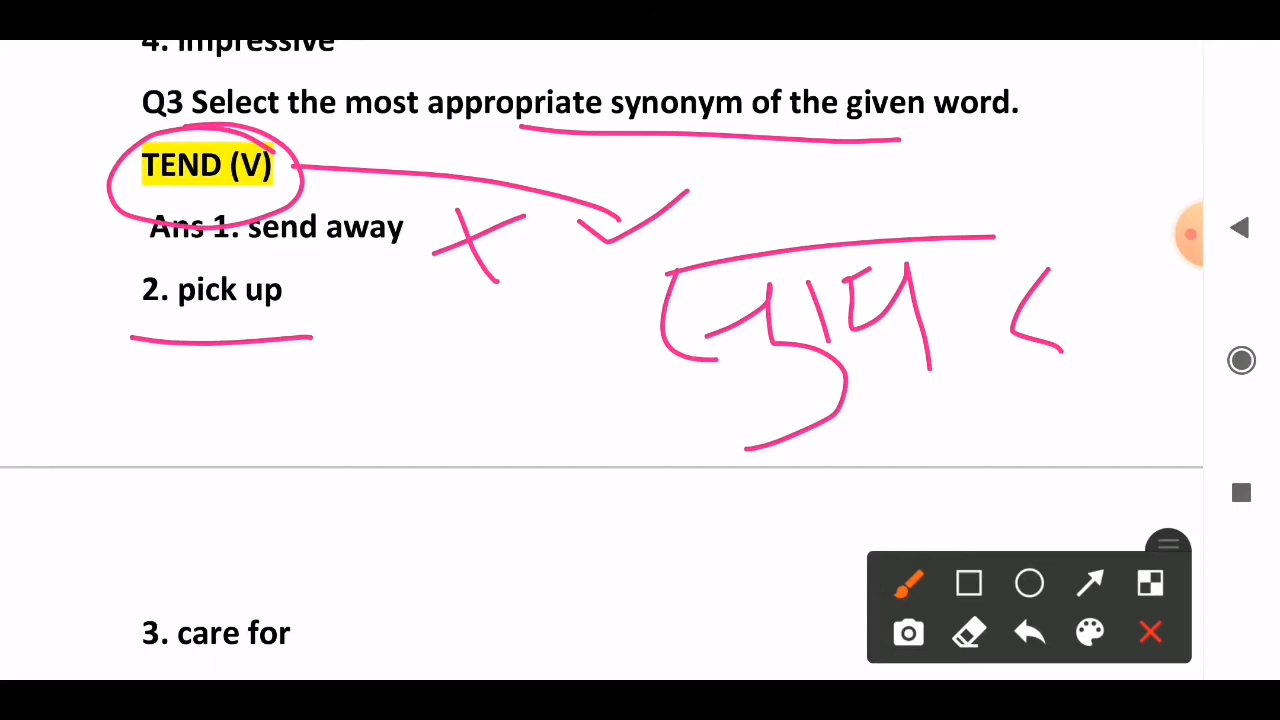 4. impressive
Q3 Select the most appropriate synonym of the given word.
TEND (V)
Ans 1. send away
2. pick up
3. care for